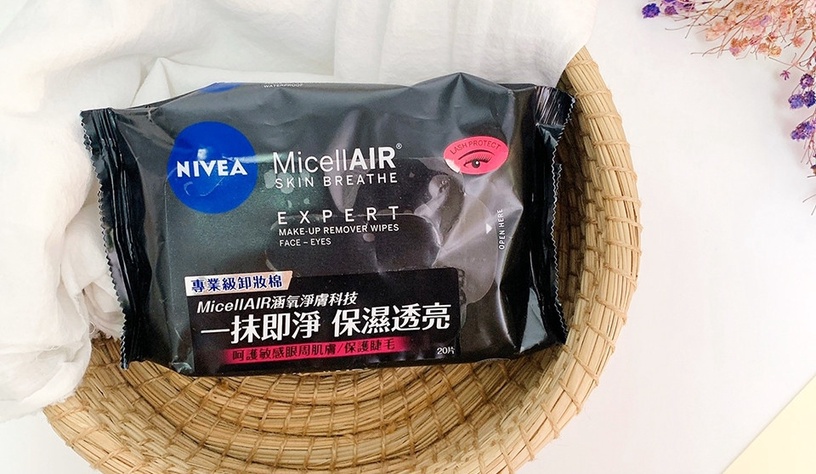 WATERPROOF
NIVEA
MicellAIR®
SKIN BREATHE
LASH PROTECT
EXPERT
MAKE-UP REMOVER WIPES
FACE – EYES
OPEN HERE
專業級卸妝棉
MicellAIR涵氧淨膚科技
一抹即淨 保濕透亮
呵護敏感眼周肌膚/保護睫毛
20片